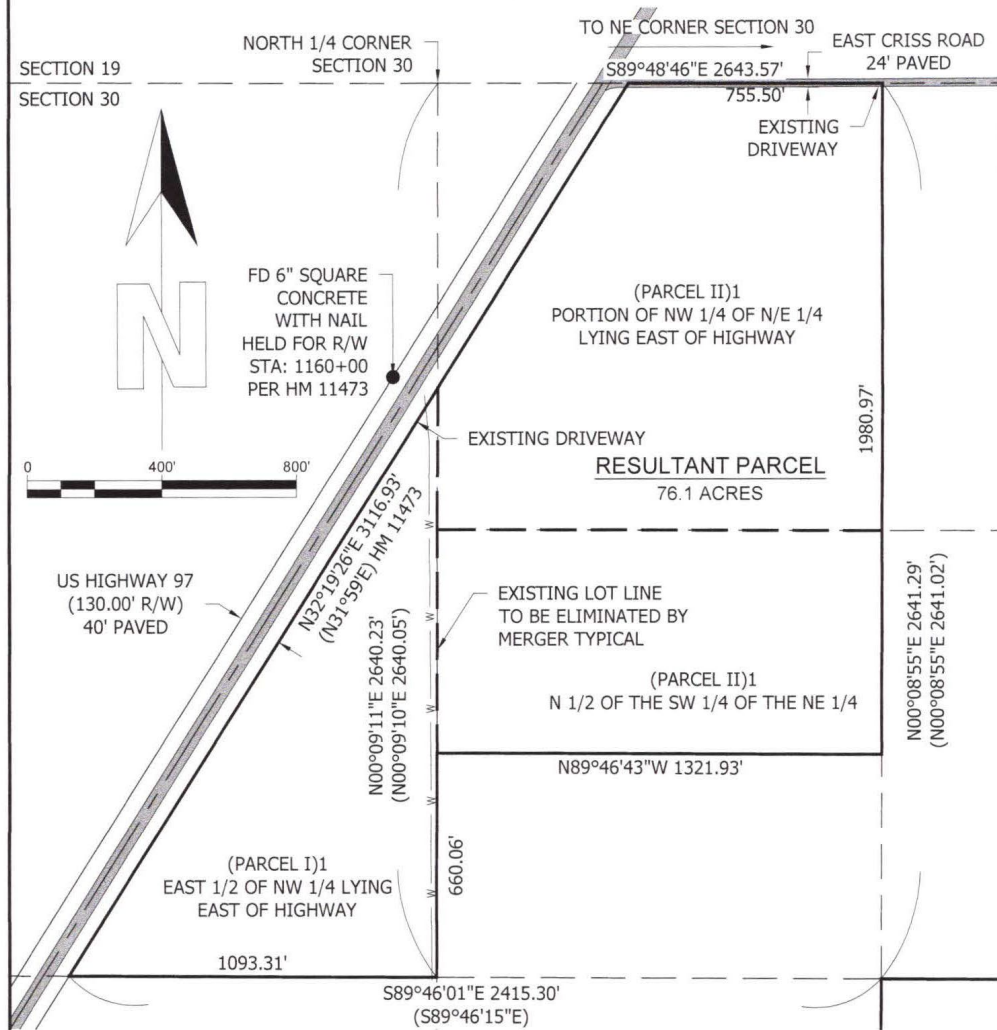 TO NE CORNER SECTION 30
NORTH 1/4 CORNER
SECTION 30
EAST CRISS ROAD
24' PAVED
SECTION 19
SECTION 30
S89°48'46"E 2643.57'
755.50'
EXISTING
DRIVEWAY
N
FD 6" SQUARE
CONCRETE
WITH NAIL
HELD FOR R/W
STA: 1160+00
PER HM 11473
(PARCEL II)1
PORTION OF NW 1/4 OF N/E 1/4
LYING EAST OF HIGHWAY
1980.97'
EXISTING DRIVEWAY
RESULTANT PARCEL
76.1 ACRES
0 400' 800'
N32°19'26"E 3116.93'
(N31°59'E) HM 11473
US HIGHWAY 97
(130.00' R/W)
40' PAVED
EXISTING LOT LINE
TO BE ELIMINATED BY
MERGER TYPICAL
N00°09'11"E 2640.23'
(N00°09'10"E 2640.05')
W
W
W
W
N00°08'55"E 2641.29'
(N00°08'55"E 2641.02')
(PARCEL II)1
N 1/2 OF THE SW 1/4 OF THE NE 1/4
N89°46'43"W 1321.93'
660.06'
(PARCEL I)1
EAST 1/2 OF NW 1/4 LYING
EAST OF HIGHWAY
1093.31'
S89°46'01"E 2415.30'
(S89°46'15"E)